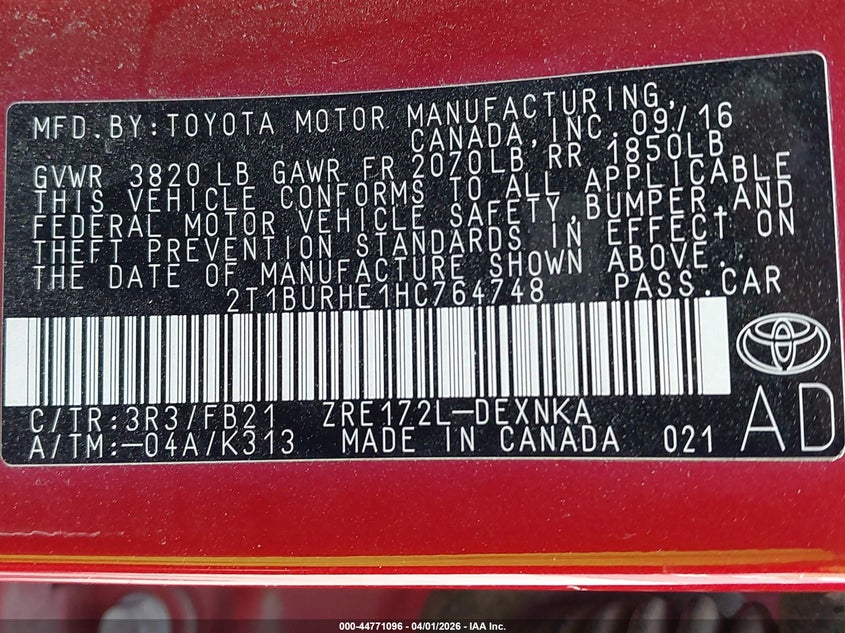 MFD.BY:TOYOTA MOTOR MANUFACTURING,
CANADA,INC. 09/16
GVWR 3820 LB GAWR FR 2070LB RR 1850LB
THIS VEHICLE CONFORMS TO ALL APPLICABLE
FEDERAL MOTOR VEHICLE SAFETY,BUMPER,AND
THEFT PREVENTION STANDARDS IN EFFECT ON
THE DATE OF MANUFACTURE SHOWN ABOVE.
2T1BURHE1HC764748 PASS.CAR
C/TR:3R3/FB21 ZRE172L-DEXNKA
A/TM:-04A/K313 MADE IN CANADA 021
AD
000-44771096 - 04/01/2026 - IAA Inc.